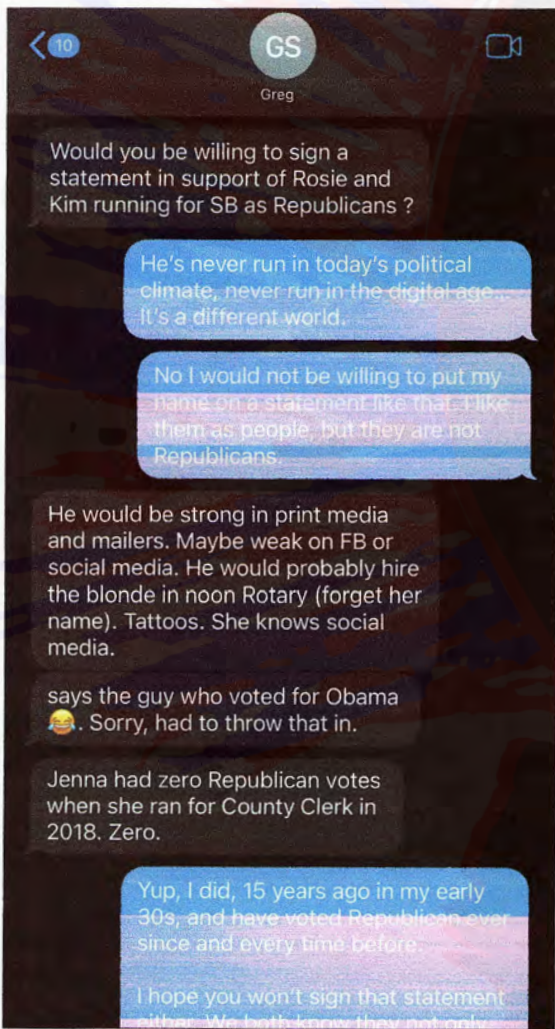 10
GS
Greg
Would you be willing to sign a
statement in support of Rosie and
Kim running for SB as Republicans ?
He's never run in today's political
climate, never run in the digital age...
It's a different world.
No I would not be willing to put my
name on a statement like that. I like
them as people, but they are not
Republicans.
He would be strong in print media
and mailers. Maybe weak on FB or
social media. He would probably hire
the blonde in noon Rotary (forget her
name). Tattoos. She knows social
media.
says the guy who voted for Obama
😂. Sorry, had to throw that in.
Jenna had zero Republican votes
when she ran for County Clerk in
2018. Zero.
Yup, I did, 15 years ago in my early
30s, and have voted Republican ever
since and every time before.
I hope you won't sign that statement
either. We both know they not only